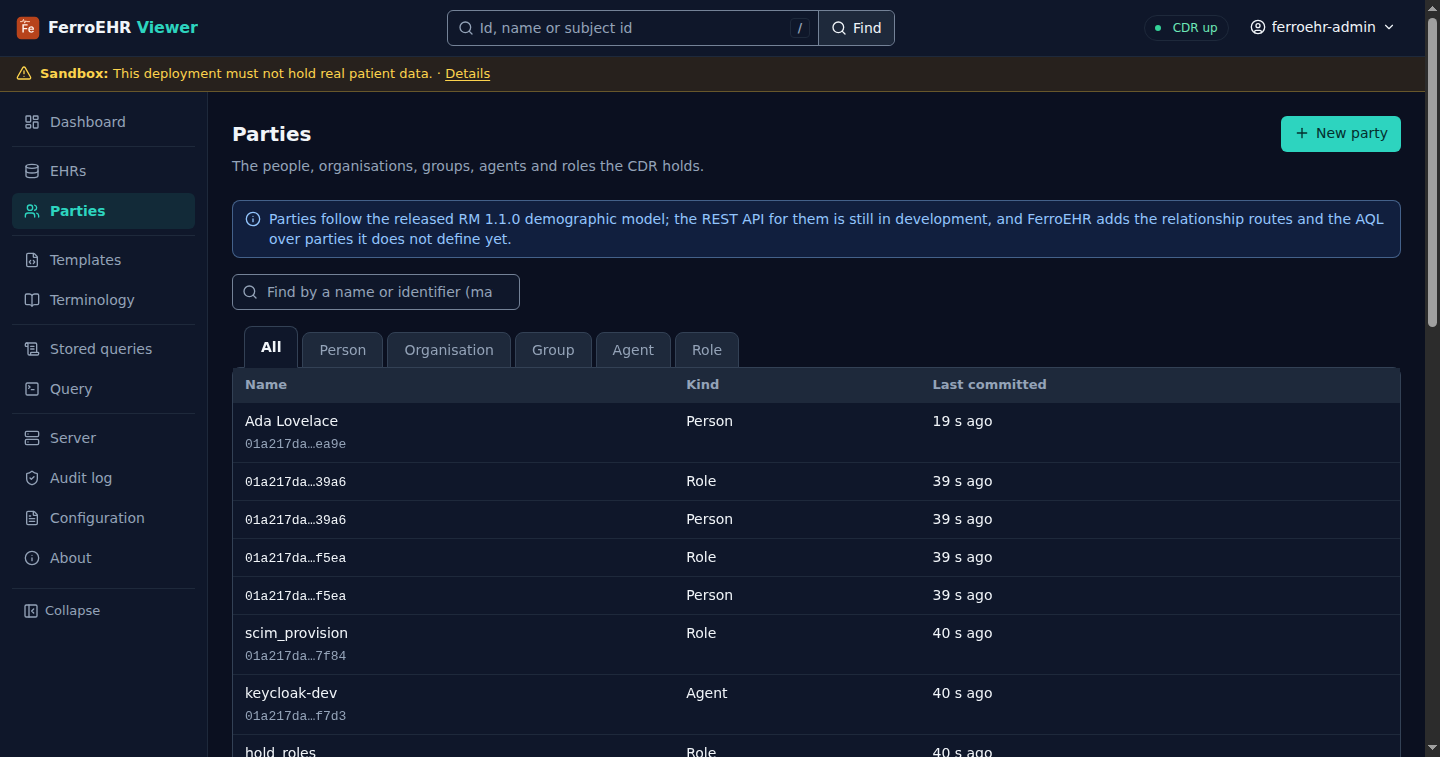 Fe FerroEHR Viewer
Id, name or subject id / Find
CDR up
ferroehr-admin
Sandbox: This deployment must not hold real patient data. · Details
Dashboard
EHRs
Parties
Templates
Terminology
Stored queries
Query
Server
Audit log
Configuration
About
Collapse
Parties
+ New party
The people, organisations, groups, agents and roles the CDR holds.
Parties follow the released RM 1.1.0 demographic model; the REST API for them is still in development, and FerroEHR adds the relationship routes and the AQL
over parties it does not define yet.
Find by a name or identifier (ma
All Person Organisation Group Agent Role
Name Kind Last committed
Ada Lovelace Person 19 s ago
01a217da…ea9e
01a217da…39a6 Role 39 s ago
01a217da…39a6 Person 39 s ago
01a217da…f5ea Role 39 s ago
01a217da…f5ea Person 39 s ago
scim_provision Role 40 s ago
01a217da…7f84
keycloak-dev Agent 40 s ago
01a217da…f7d3
hold_roles Role 40 s ago